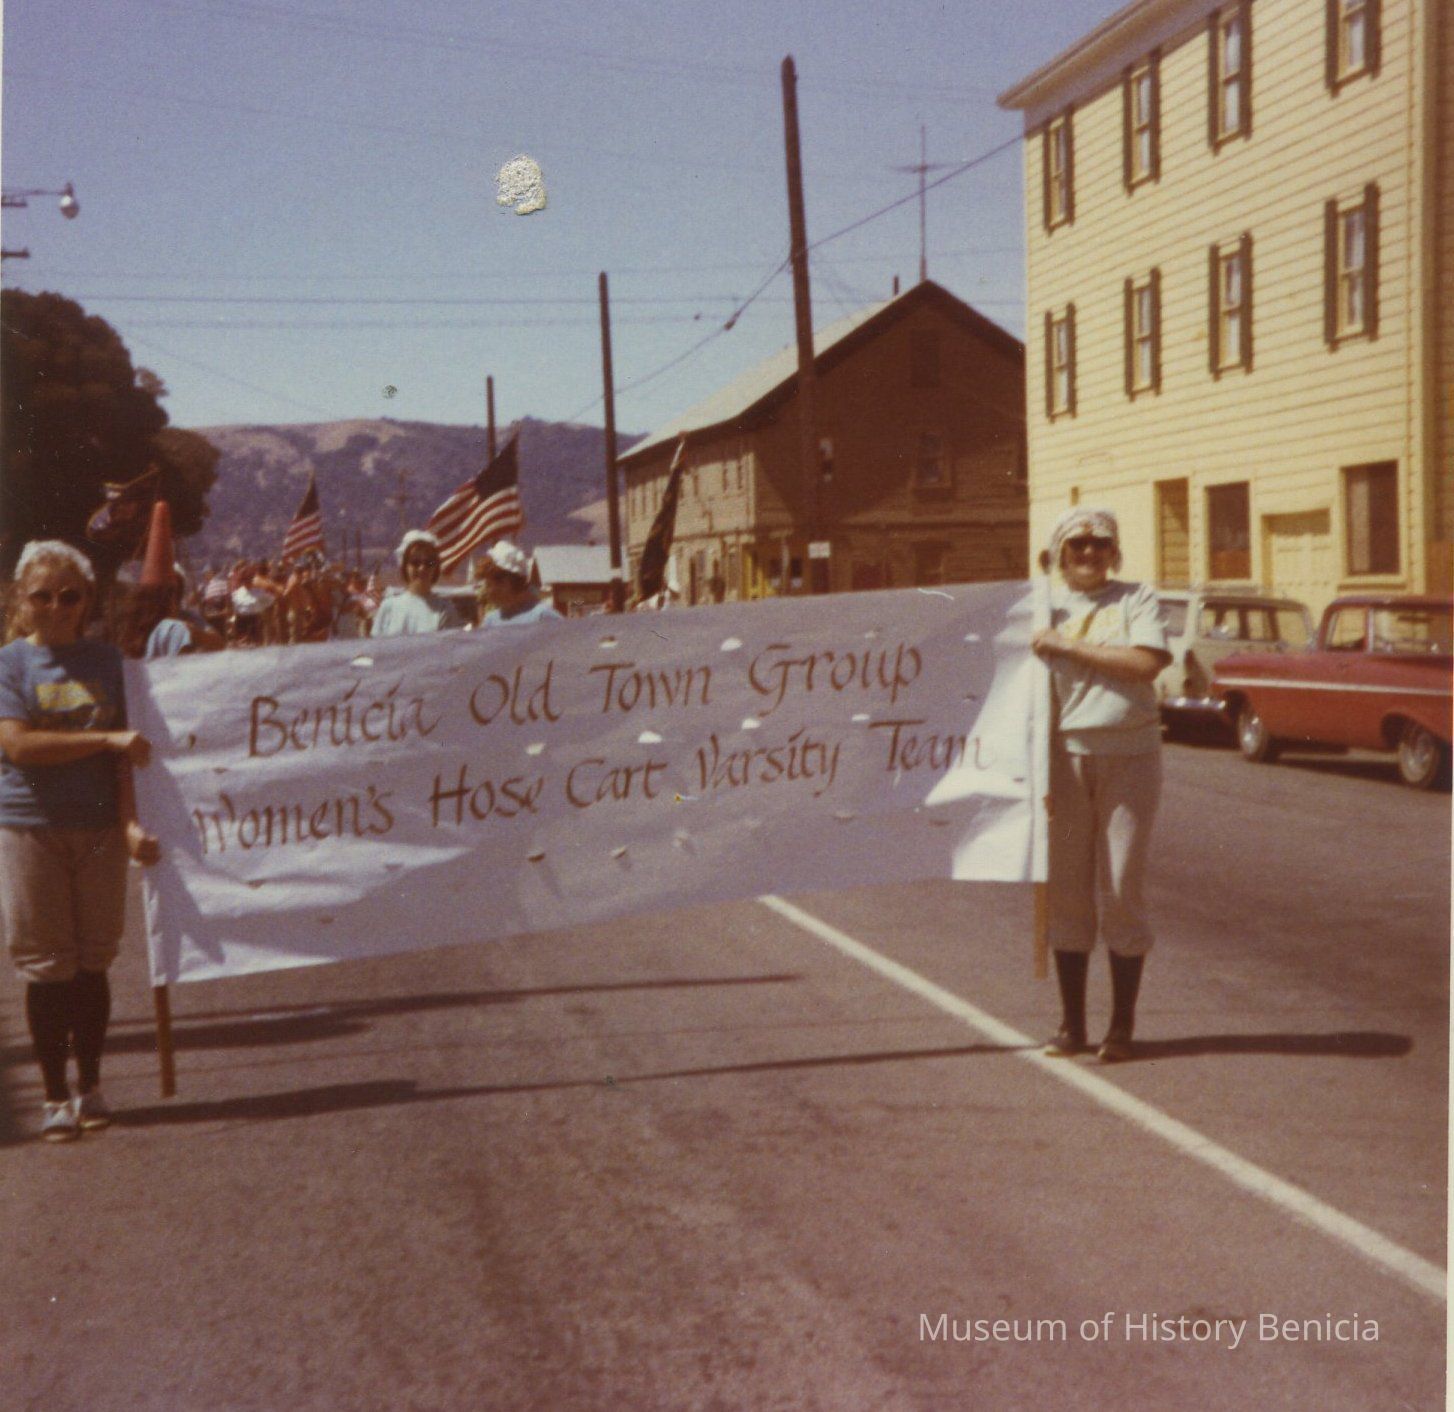 Benicia Old Town Group
Women's Hose Cart Varsity Team
Museum of History Benicia